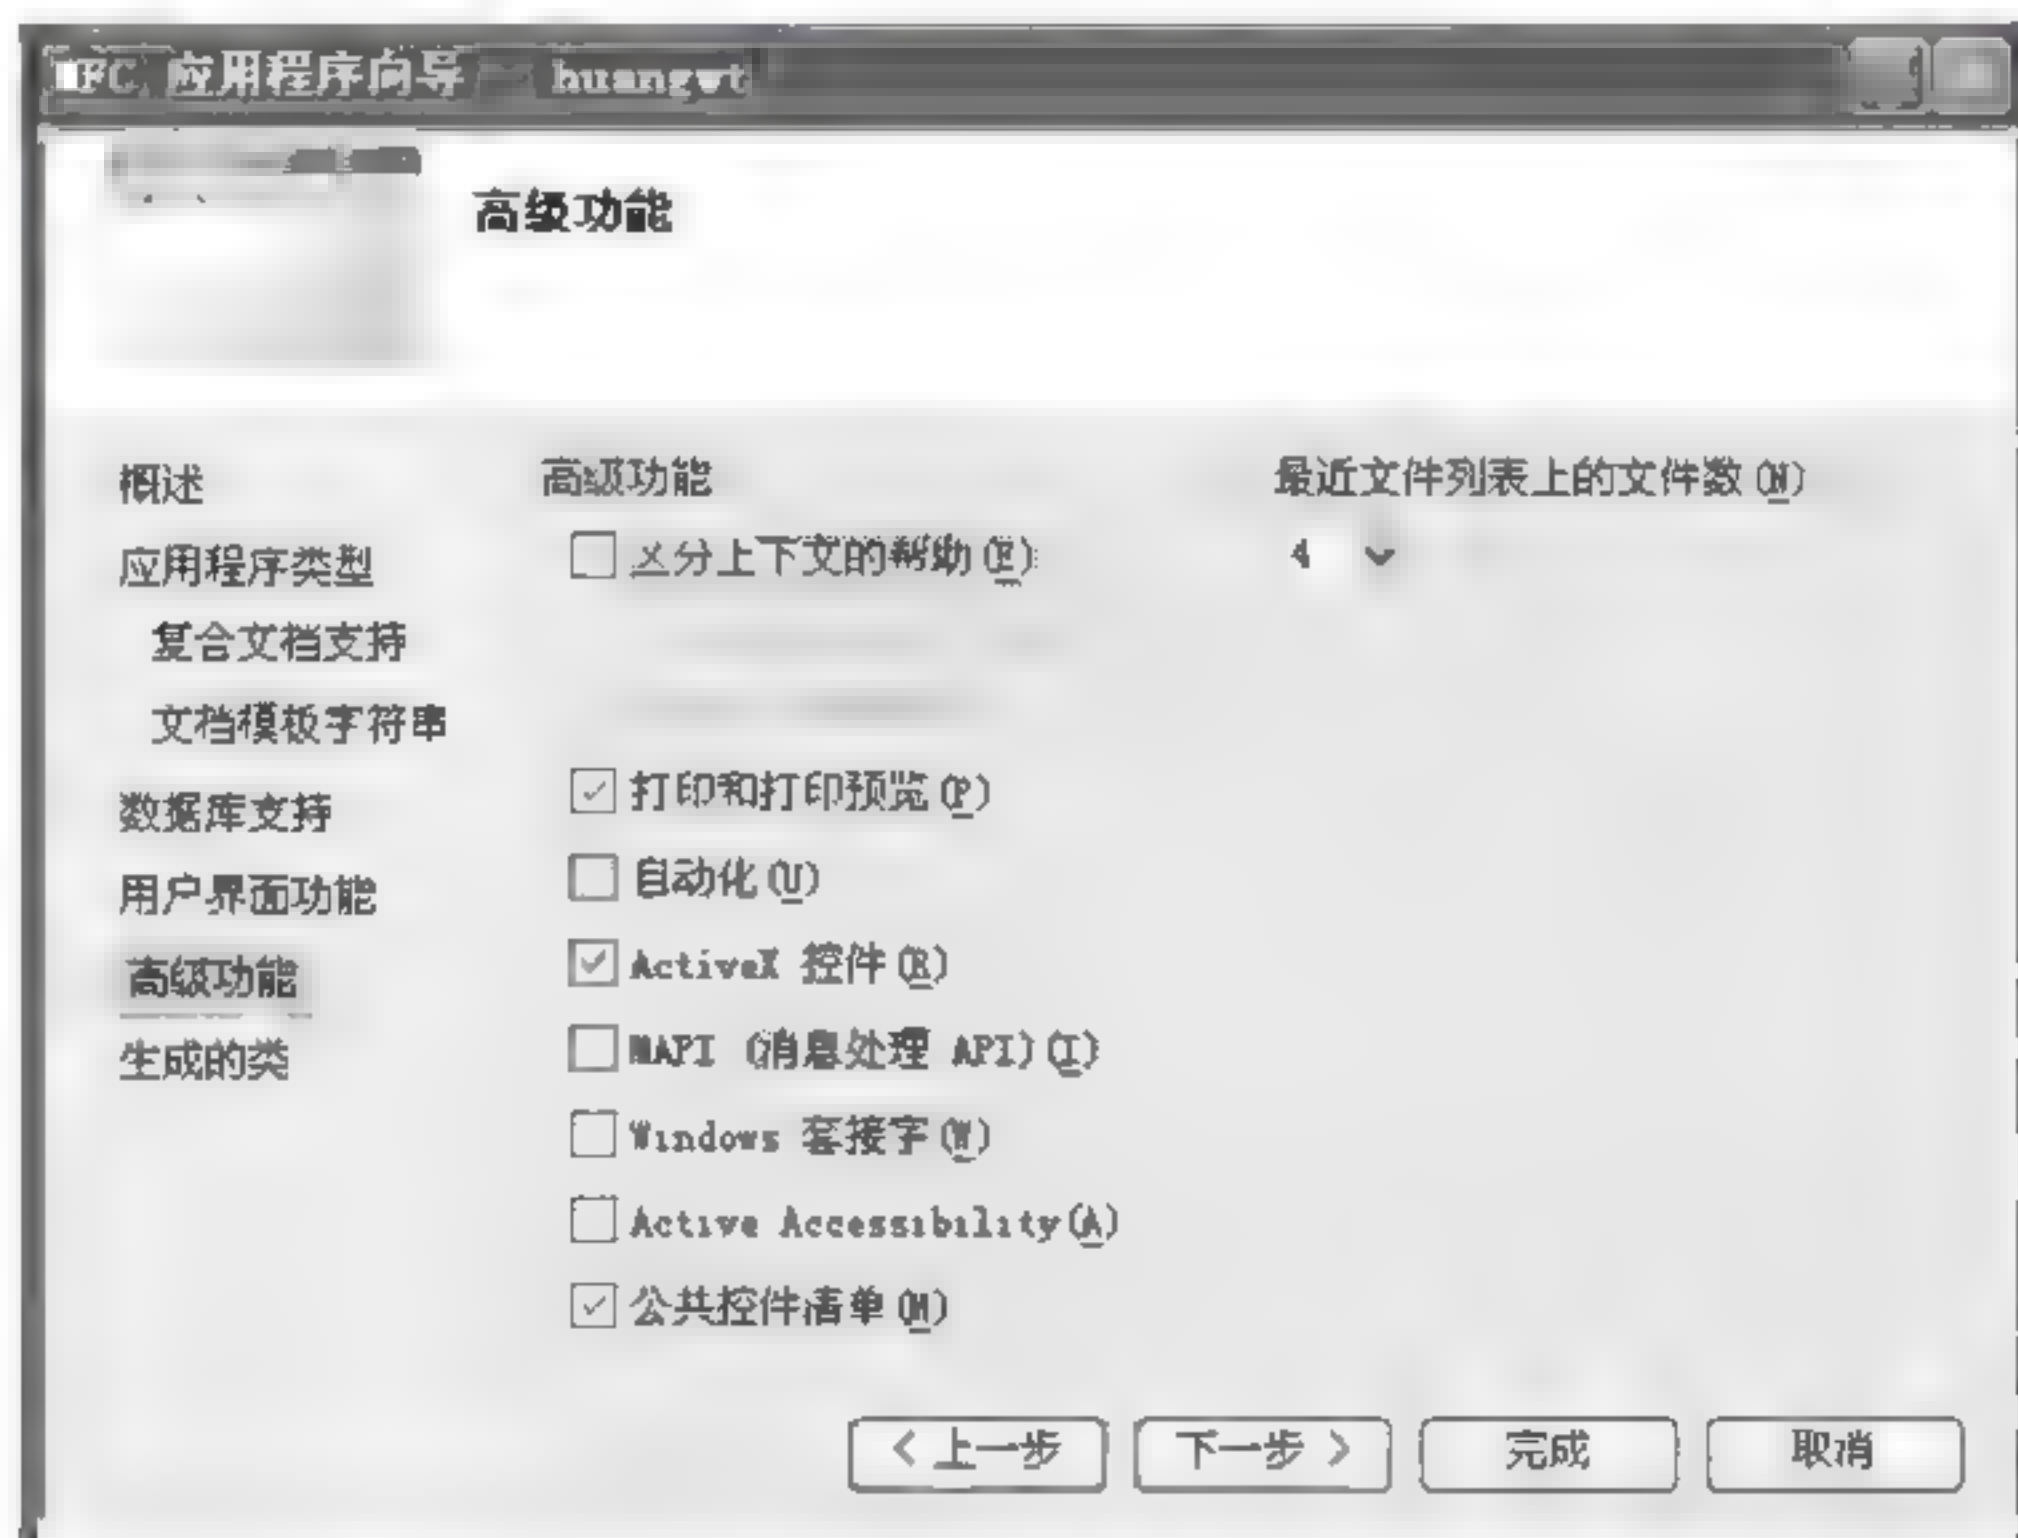 MFC 应用程序向导 - huangwt
高级功能
概述
应用程序类型
复合文档支持
文档模板字符串
数据库支持
用户界面功能
高级功能
生成的类
高级功能
区分上下文的帮助(E)
打印和打印预览(P)
自动化(U)
ActiveX 控件(R)
MAPI (消息处理 API)(I)
Windows 套接字(W)
Active Accessibility(A)
公共控件清单(M)
最近文件列表上的文件数(N)
4
< 上一步
下一步 >
完成
取消